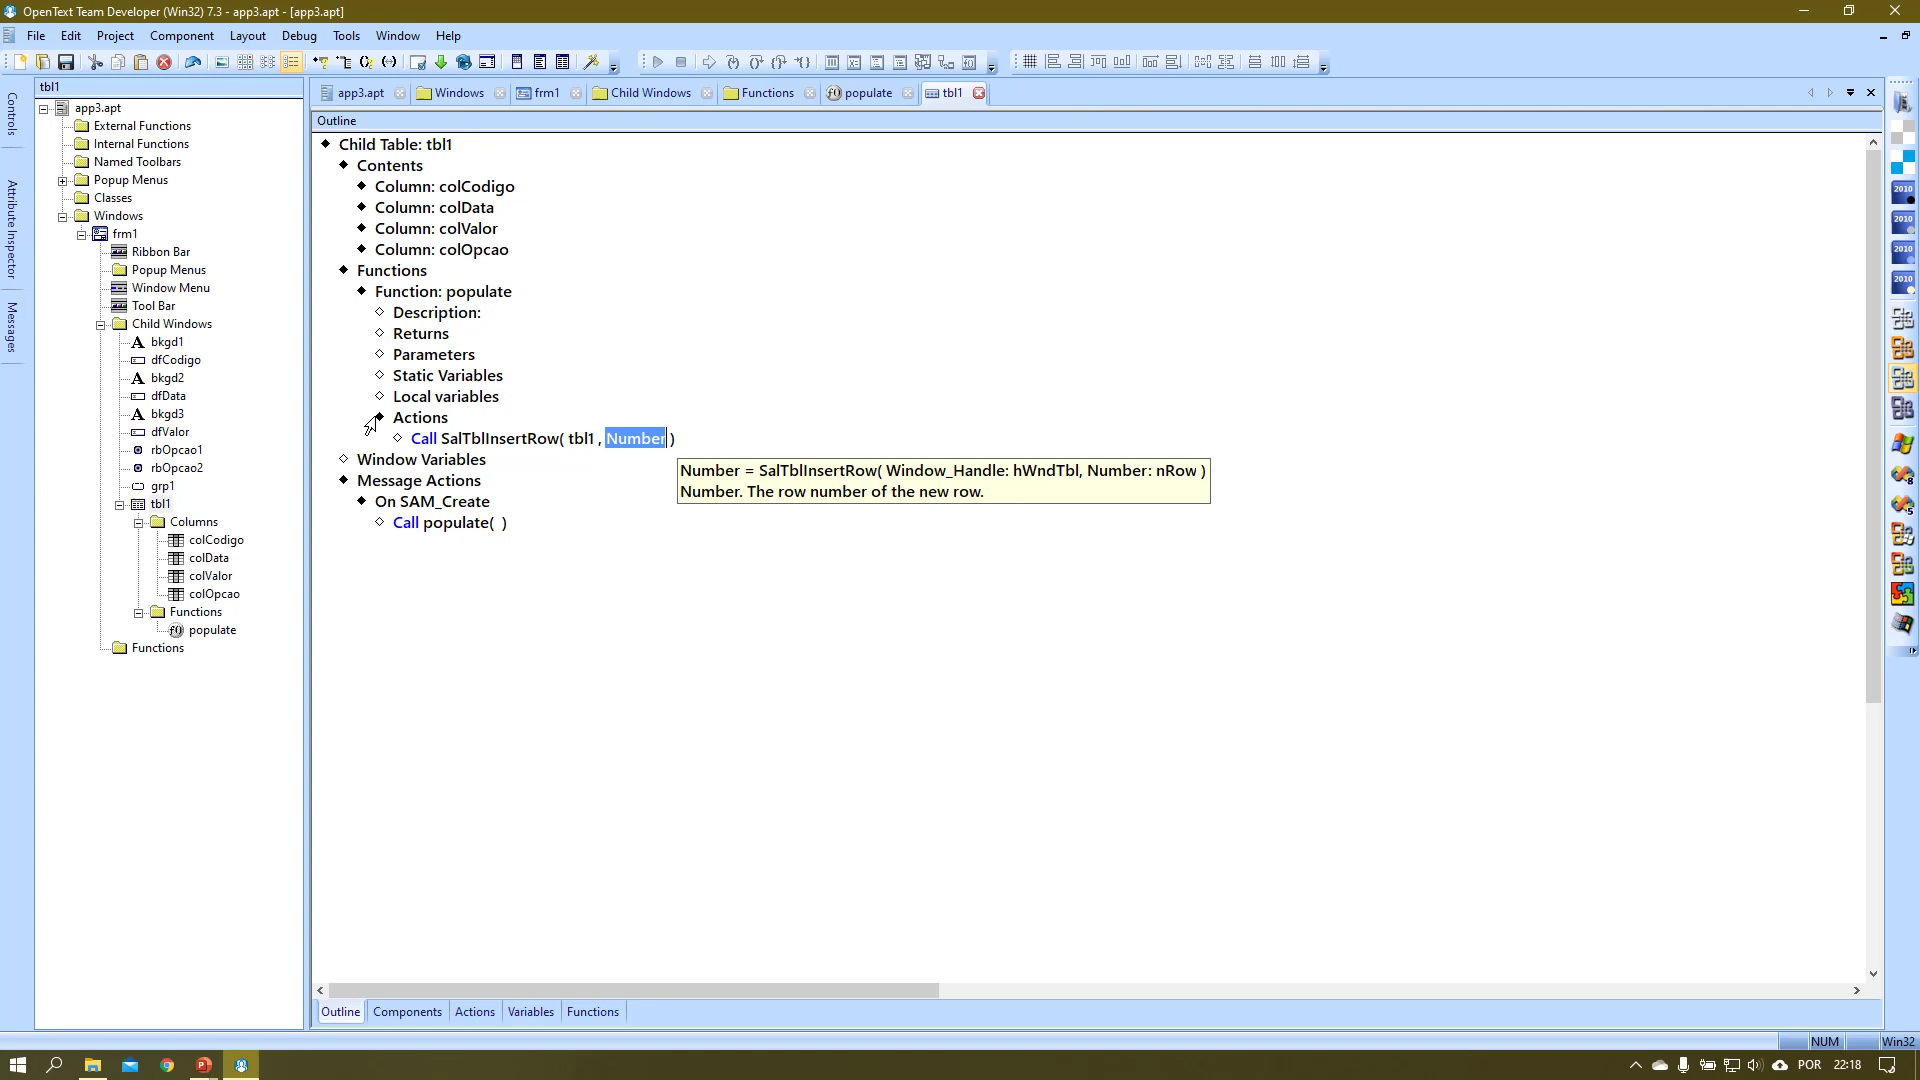 OpenText Team Developer (Win32) 7.3 - app3.apt - [app3.apt]
File Edit Project Component Layout Debug Tools Window Help
tbl1
app3.apt Windows frm1 Child Windows Functions populate tbl1
Controls
Attribute Inspector
Messages
app3.apt
External Functions
Internal Functions
Named Toolbars
Popup Menus
Classes
Windows
frm1
Ribbon Bar
Popup Menus
Window Menu
Tool Bar
Child Windows
bkgd1
dfCodigo
bkgd2
dfData
bkgd3
dfValor
rbOpcao1
rbOpcao2
grp1
tbl1
Columns
colCodigo
colData
colValor
colOpcao
Functions
populate
Functions
Outline
Child Table: tbl1
Contents
Column: colCodigo
Column: colData
Column: colValor
Column: colOpcao
Functions
Function: populate
Description:
Returns
Parameters
Static Variables
Local variables
Actions
Call SalTblInsertRow( tbl1 , Number )
Window Variables
Message Actions
On SAM_Create
Call populate(  )
Number = SalTblInsertRow( Window_Handle: hWndTbl, Number: nRow )
Number. The row number of the new row.
2010
2010
2010
2010
Outline Components Actions Variables Functions
NUM Win32
POR 22:18